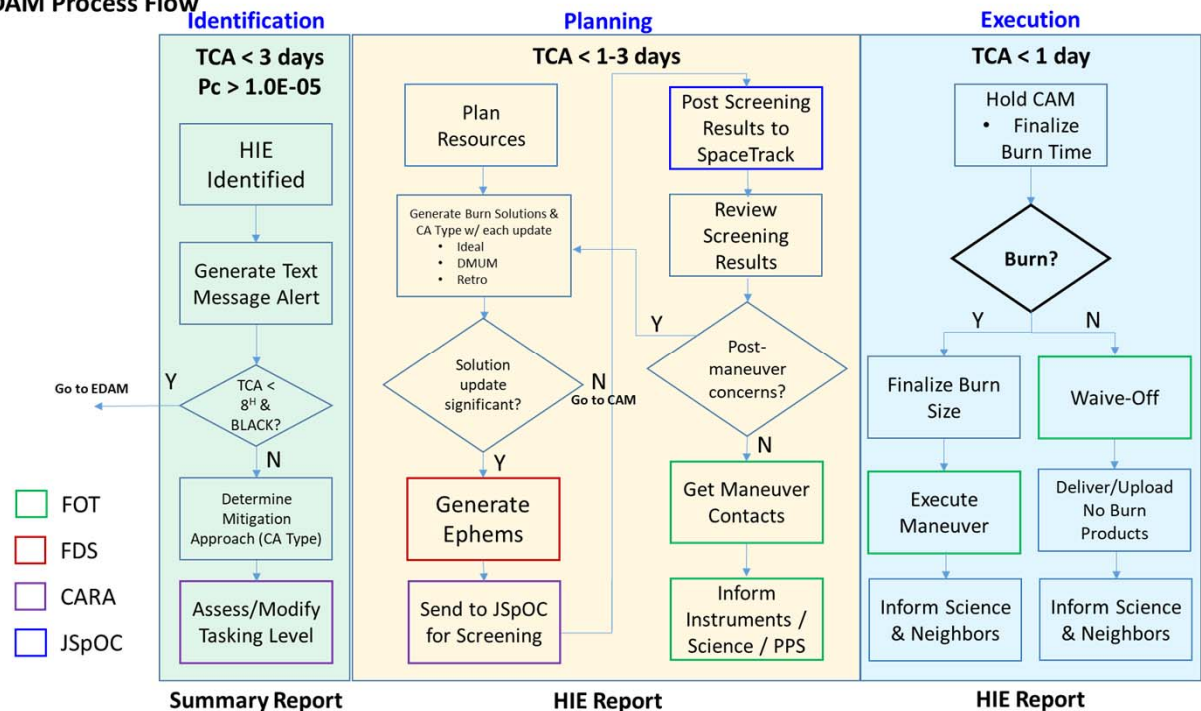 DAM Process Flow
Identification
TCA < 3 days
Pc > 1.0E-05
HIE
Identified
Generate Text
Message Alert
Go to EDAM
Y
TCA <
8H &
BLACK?
N
Determine
Mitigation
Approach (CA Type)
Assess/Modify
Tasking Level
Summary Report
FOT
FDS
CARA
JSpOC
Planning
TCA < 1-3 days
Plan
Resources
Generate Burn Solutions &
CA Type w/ each update
• Ideal
• DMUM
• Retro
Solution
update
significant?
N
Go to CAM
Y
Generate
Ephems
Send to JSpOC
for Screening
Post Screening
Results to
SpaceTrack
Review
Screening
Results
Y
Post-
maneuver
concerns?
N
Get Maneuver
Contacts
Inform
Instruments /
Science / PPS
HIE Report
Execution
TCA < 1 day
Hold CAM
• Finalize
Burn Time
Burn?
Y
N
Finalize Burn
Size
Execute
Maneuver
Inform Science
& Neighbors
Waive-Off
Deliver/Upload
No Burn
Products
Inform Science
& Neighbors
HIE Report